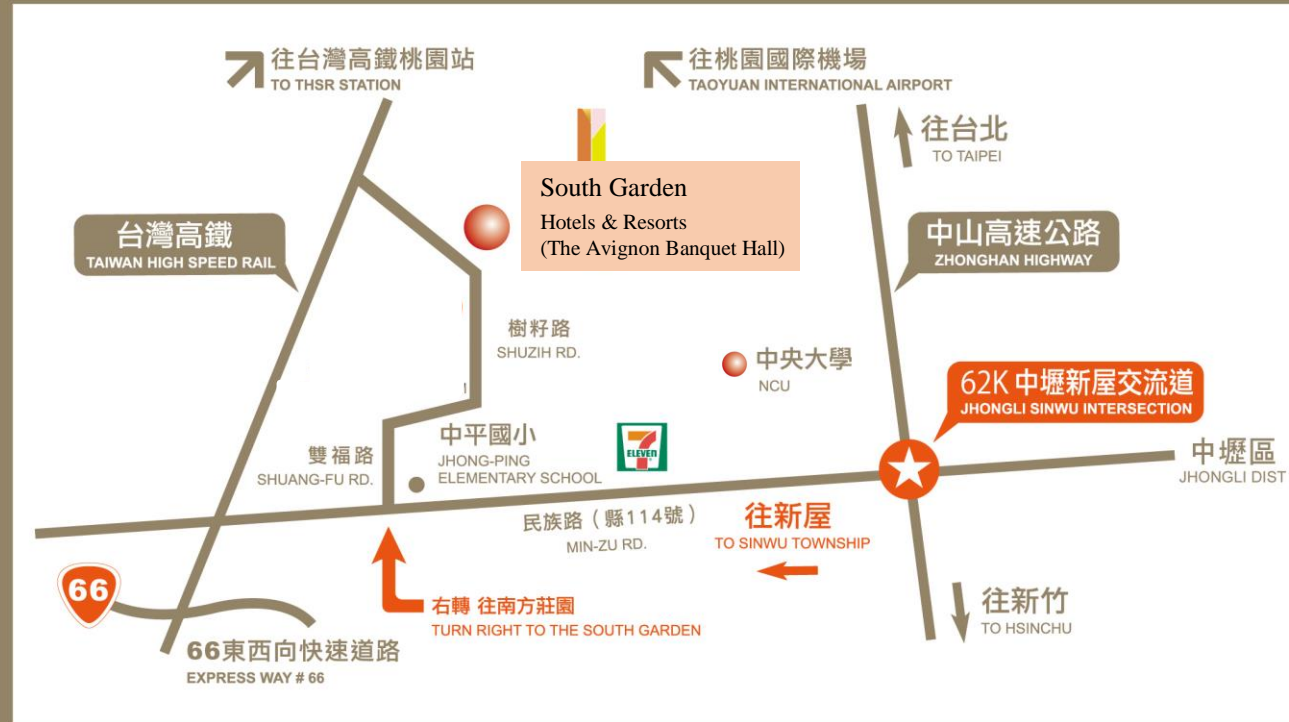 往台灣高鐵桃園站
TO THSR STATION
往桃園國際機場
TAOYUAN INTERNATIONAL AIRPORT
往台北
TO TAIPEI
South Garden
Hotels & Resorts
(The Avignon Banquet Hall)
台灣高鐵
TAIWAN HIGH SPEED RAIL
中山高速公路
ZHONGHAN HIGHWAY
樹籽路
SHUZIH RD.
中央大學
NCU
62K 中壢新屋交流道
JHONGLI SINWU INTERSECTION
雙福路
SHUANG-FU RD.
中平國小
JHONG-PING
ELEMENTARY SCHOOL
7
ELEVEN
中壢區
JHONGLI DIST
民族路（縣114號）
MIN-ZU RD.
往新屋
TO SINWU TOWNSHIP
66
右轉 往南方莊園
TURN RIGHT TO THE SOUTH GARDEN
往新竹
TO HSINCHU
66東西向快速道路
EXPRESS WAY # 66